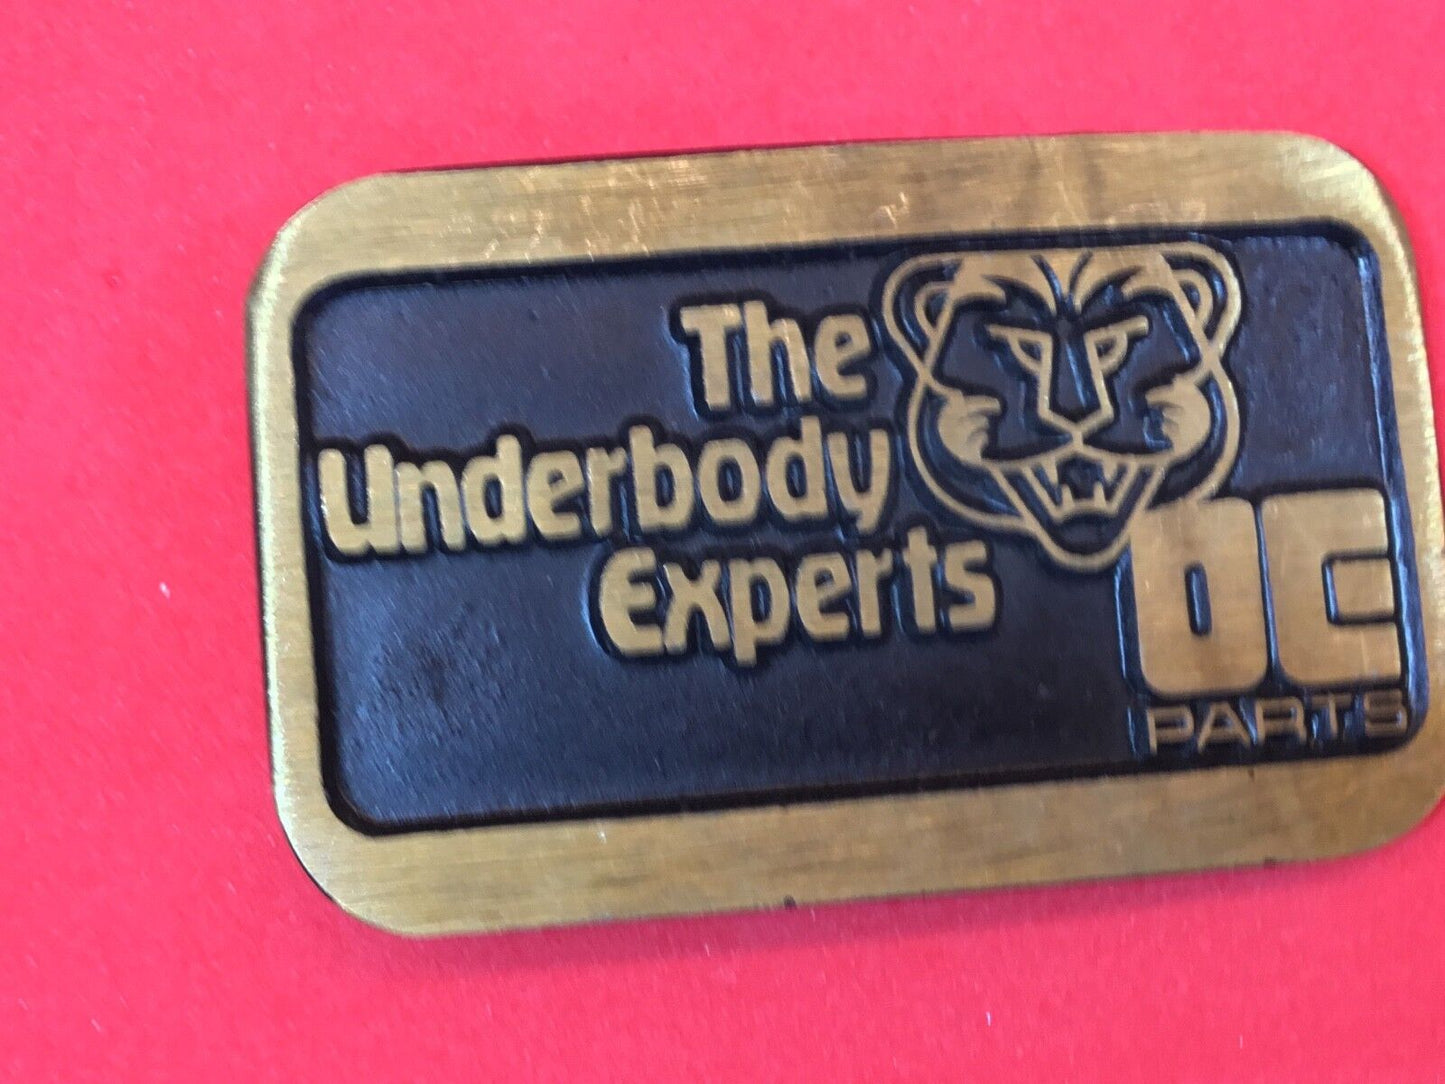 The
Underbody
Experts
OC
PARTS